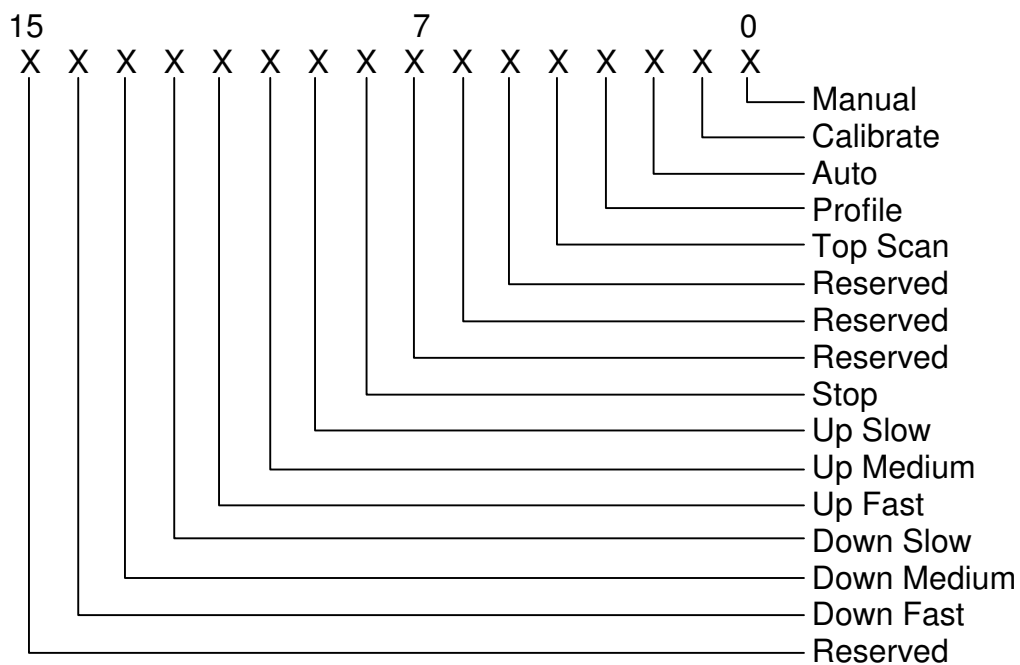 15 7 0
X X X X X X X X X X X X X X X X
Manual
Calibrate
Auto
Profile
Top Scan
Reserved
Reserved
Reserved
Stop
Up Slow
Up Medium
Up Fast
Down Slow
Down Medium
Down Fast
Reserved